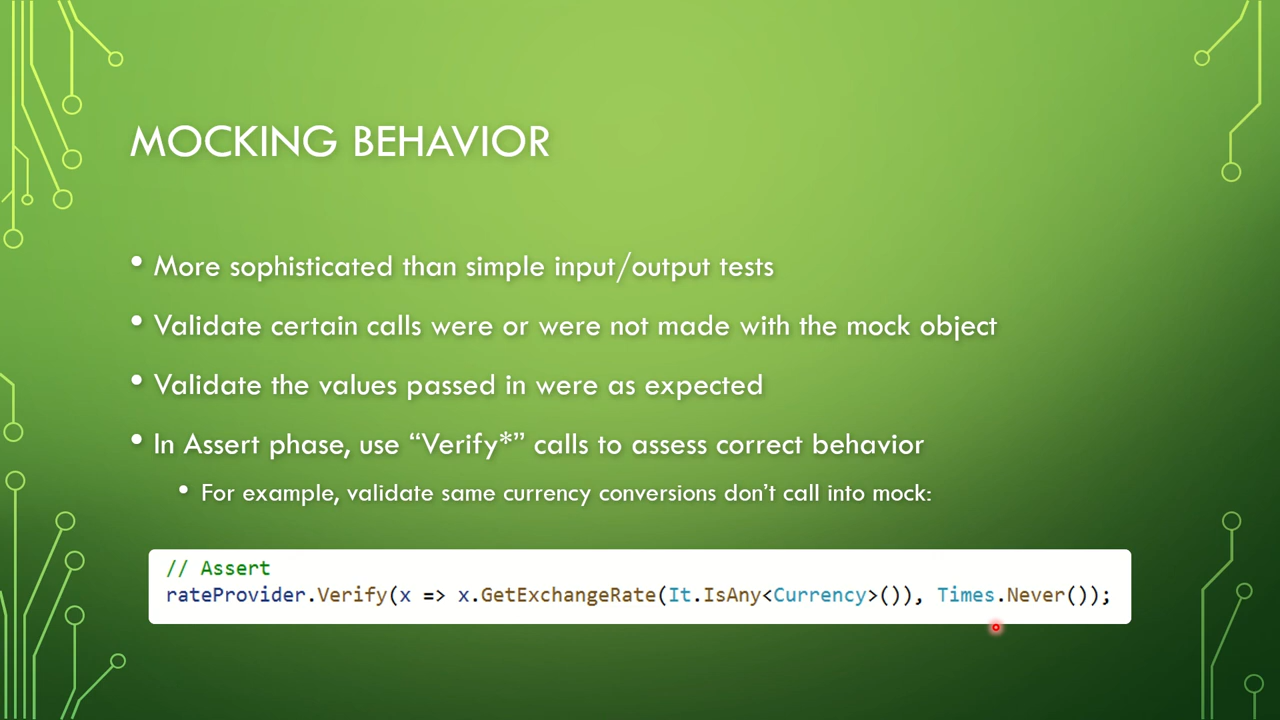 MOCKING BEHAVIOR
• More sophisticated than simple input/output tests
• Validate certain calls were or were not made with the mock object
• Validate the values passed in were as expected
• In Assert phase, use “Verify*” calls to assess correct behavior
• For example, validate same currency conversions don’t call into mock:
// Assert
rateProvider.Verify(x => x.GetExchangeRate(It.IsAny<Currency>()), Times.Never());